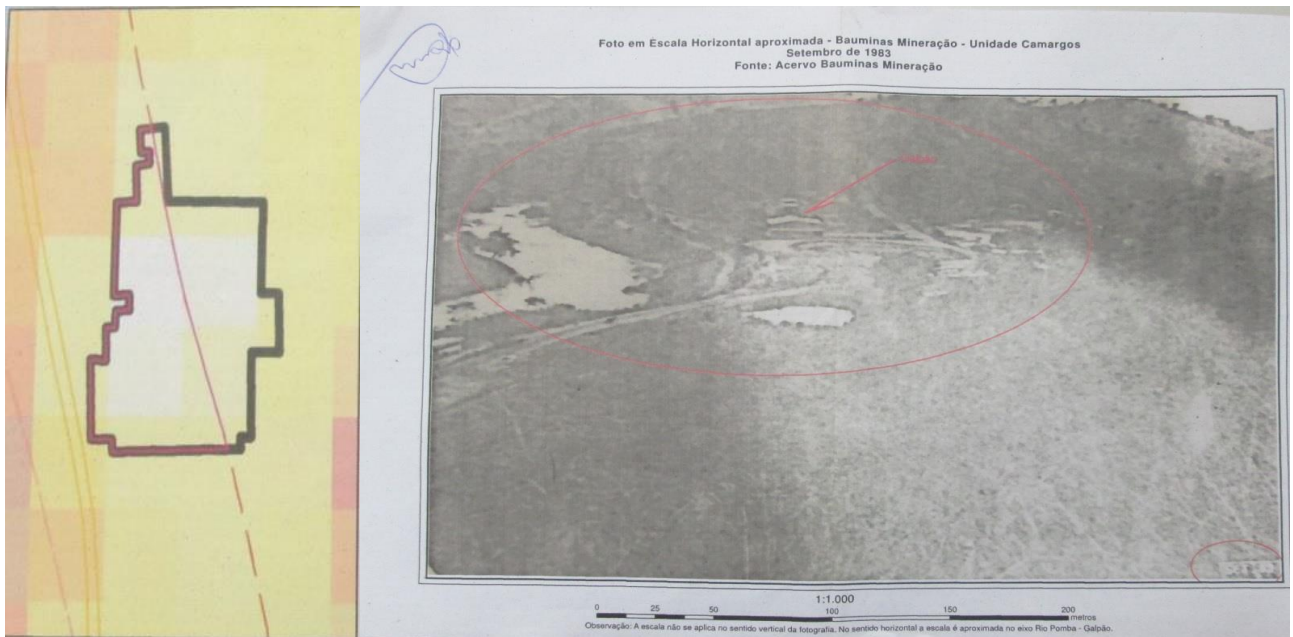 Foto em Escala Horizontal aproximada - Bauminas Mineração - Unidade Camargos
Setembro de 1983
Fonte: Acervo Bauminas Mineração
1:1.000
0 25 50 100 150 200
metros
Observação: A escala não se aplica no sentido vertical da fotografia. No sentido horizontal a escala é aproximada no eixo Rio Pomba - Galpão.